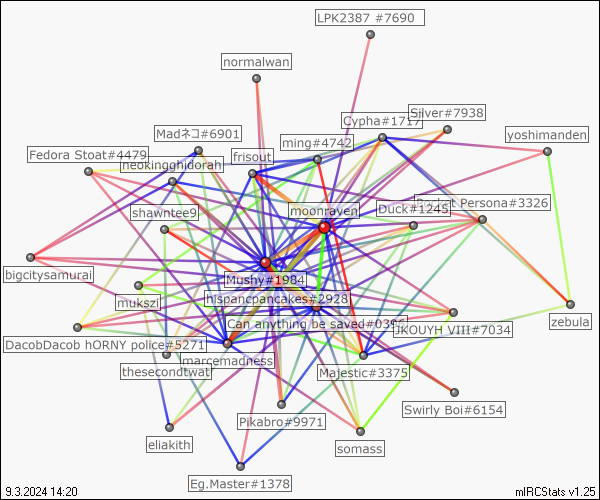 LPK2387 #7690
normalwan
Silver#7938
Cypha#1717
Madネコ#6901
yoshimanden
ming#4742
Fedora Stoat#4479
frisout
neokingghidorah
Persona#3326
Duck#1245
shawntee9
moonraven
bigcitysamurai
Mushy#1984
mukszi
hispancpancakes#2928
zebula
Can anything be saved#0394
JKOUYH VIII#7034
DacobDacob hORNY police#5271
marcemadness
thesecondtwat
Majestic#3375
Swirly Boi#6154
Pikabro#9971
eliakith
somass
Eg.Master#1378
9.3.2024 14:20
mIRCStats v1.25